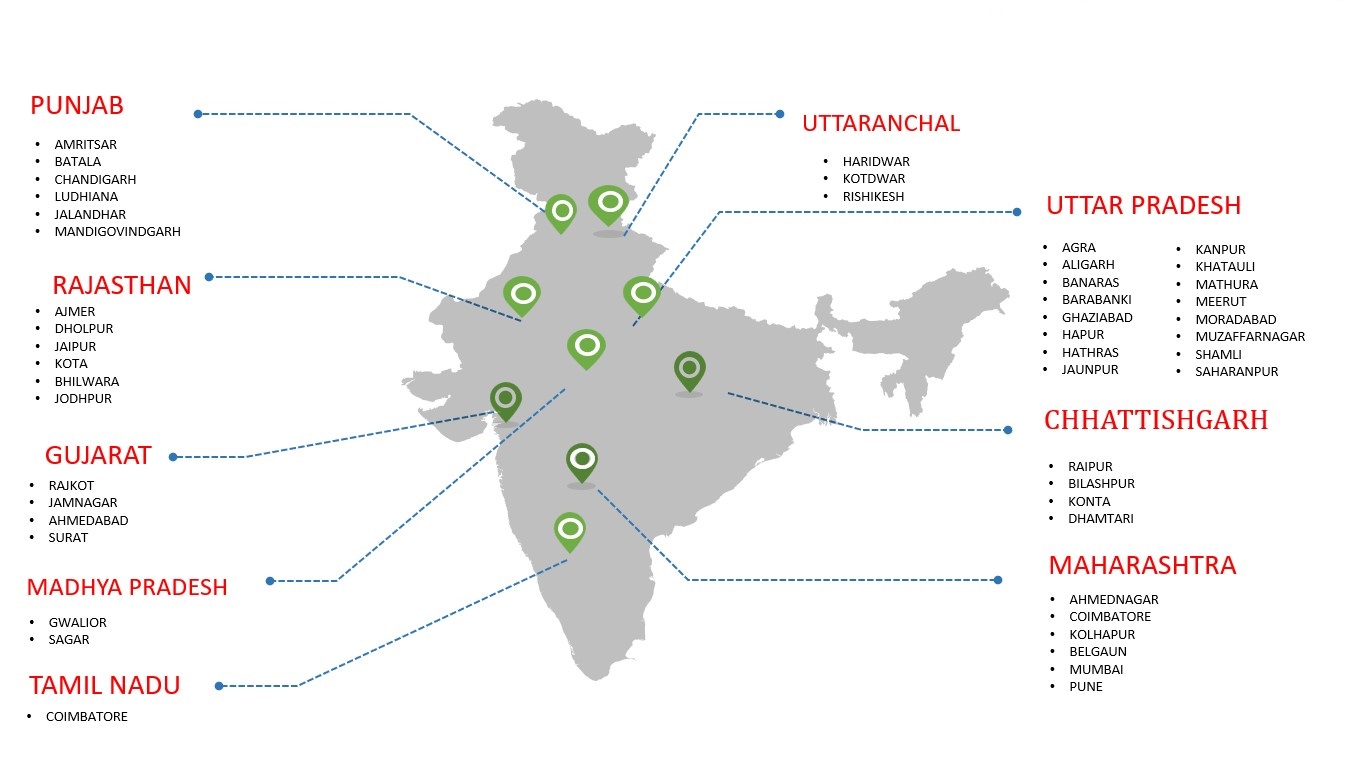 PUNJAB
• AMRITSAR
• BATALA
• CHANDIGARH
• LUDHIANA
• JALANDHAR
• MANDIGOVINDGARH
RAJASTHAN
• AJMER
• DHOLPUR
• JAIPUR
• KOTA
• BHILWARA
• JODHPUR
GUJARAT
• RAJKOT
• JAMNAGAR
• AHMEDABAD
• SURAT
MADHYA PRADESH
• GWALIOR
• SAGAR
TAMIL NADU
• COIMBATORE
UTTARANCHAL
• HARIDWAR
• KOTDWAR
• RISHIKESH
UTTAR PRADESH
• AGRA
• ALIGARH
• BANARAS
• BARABANKI
• GHAZIABAD
• HAPUR
• HATHRAS
• JAUNPUR
• KANPUR
• KHATAULI
• MATHURA
• MEERUT
• MORADABAD
• MUZAFFARNAGAR
• SHAMLI
• SAHARANPUR
CHHATTISHGARH
• RAIPUR
• BILASHPUR
• KONTA
• DHAMTARI
MAHARASHTRA
• AHMEDNAGAR
• COIMBATORE
• KOLHAPUR
• BELGAUN
• MUMBAI
• PUNE